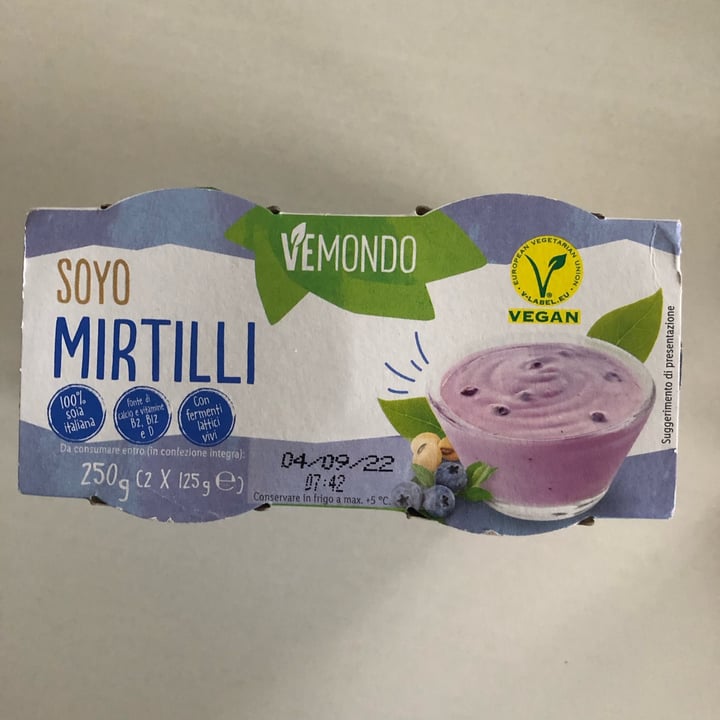 VEMONDO
SOYO
MIRTILLI
100%
soia
italiana
fonte di
calcio e vitamine
B2, B12
e D
Con
fermenti
lattici
vivi
Da consumare entro (in confezione integra):
250g (2 X 125g ℮)
04/09/22
07:42
Conservare in frigo a max. +5 °C.
EUROPEAN VEGETARIAN UNION
V-LABEL.EU
VEGAN
Suggerimento di presentazione